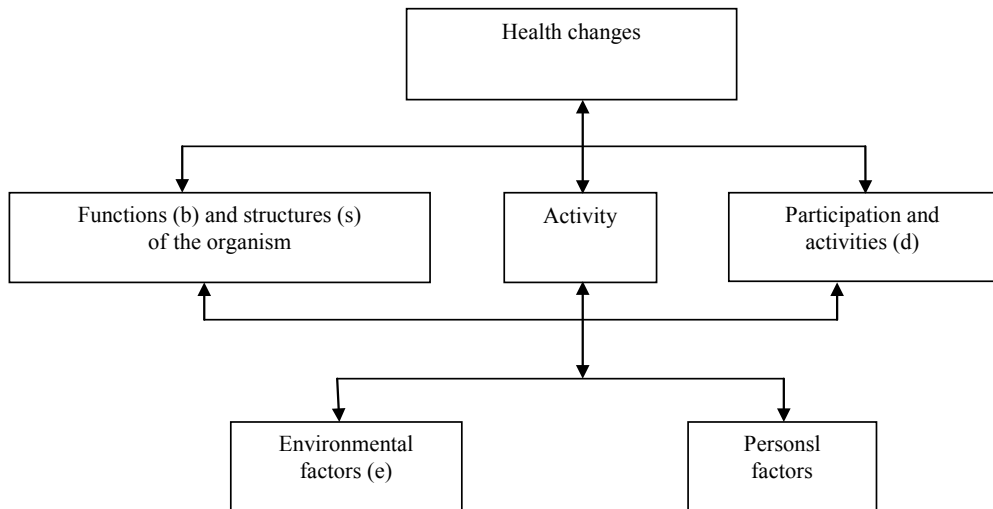 Health changes
Functions (b) and structures (s)
of the organism
Activity
Participation and
activities (d)
Environmental
factors (e)
Personsl
factors